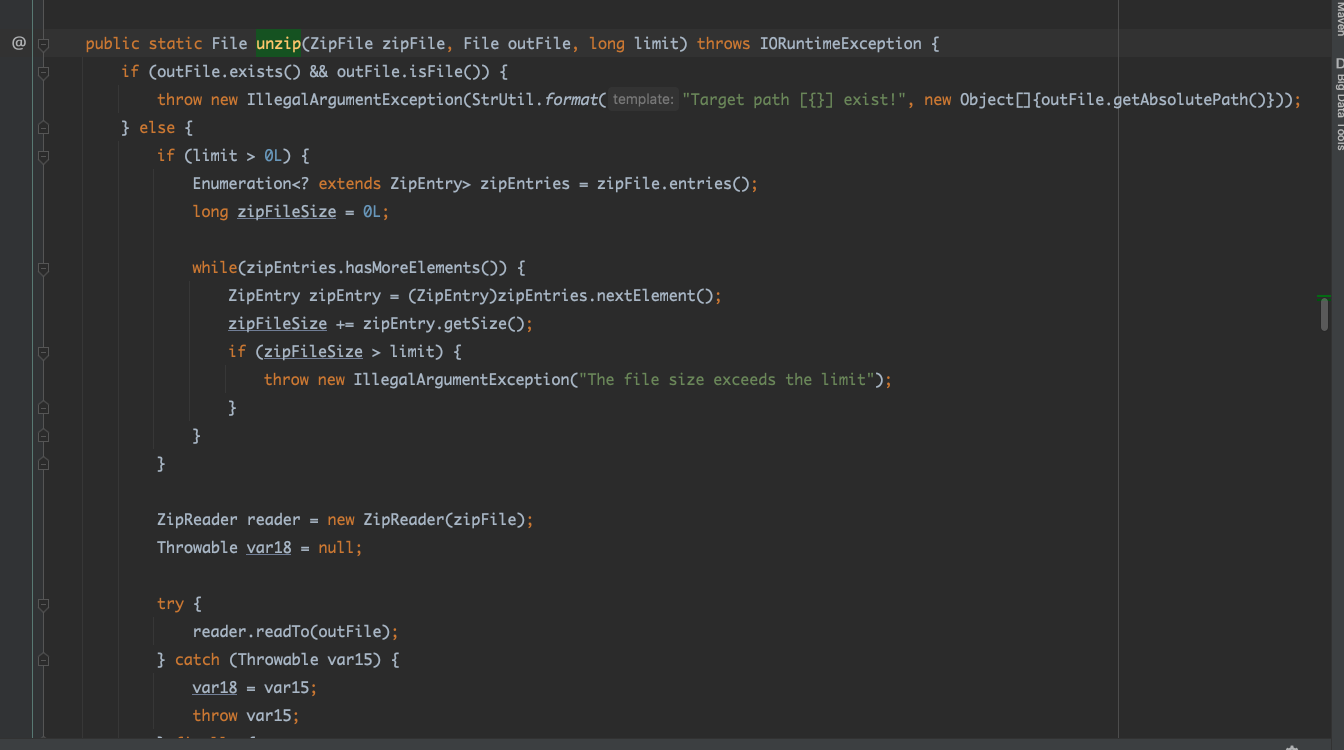 @
public static File unzip(ZipFile zipFile, File outFile, long limit) throws IORuntimeException {
if (outFile.exists() && outFile.isFile()) {
throw new IllegalArgumentException(StrUtil.format( template: "Target path [{}] exist!", new Object[]{outFile.getAbsolutePath()}));
} else {
if (limit > 0L) {
Enumeration<? extends ZipEntry> zipEntries = zipFile.entries();
long zipFileSize = 0L;
while(zipEntries.hasMoreElements()) {
ZipEntry zipEntry = (ZipEntry)zipEntries.nextElement();
zipFileSize += zipEntry.getSize();
if (zipFileSize > limit) {
throw new IllegalArgumentException("The file size exceeds the limit");
}
}
}
ZipReader reader = new ZipReader(zipFile);
Throwable var18 = null;
try {
reader.readTo(outFile);
} catch (Throwable var15) {
var18 = var15;
throw var15;
Maven
D
Big Data Tools